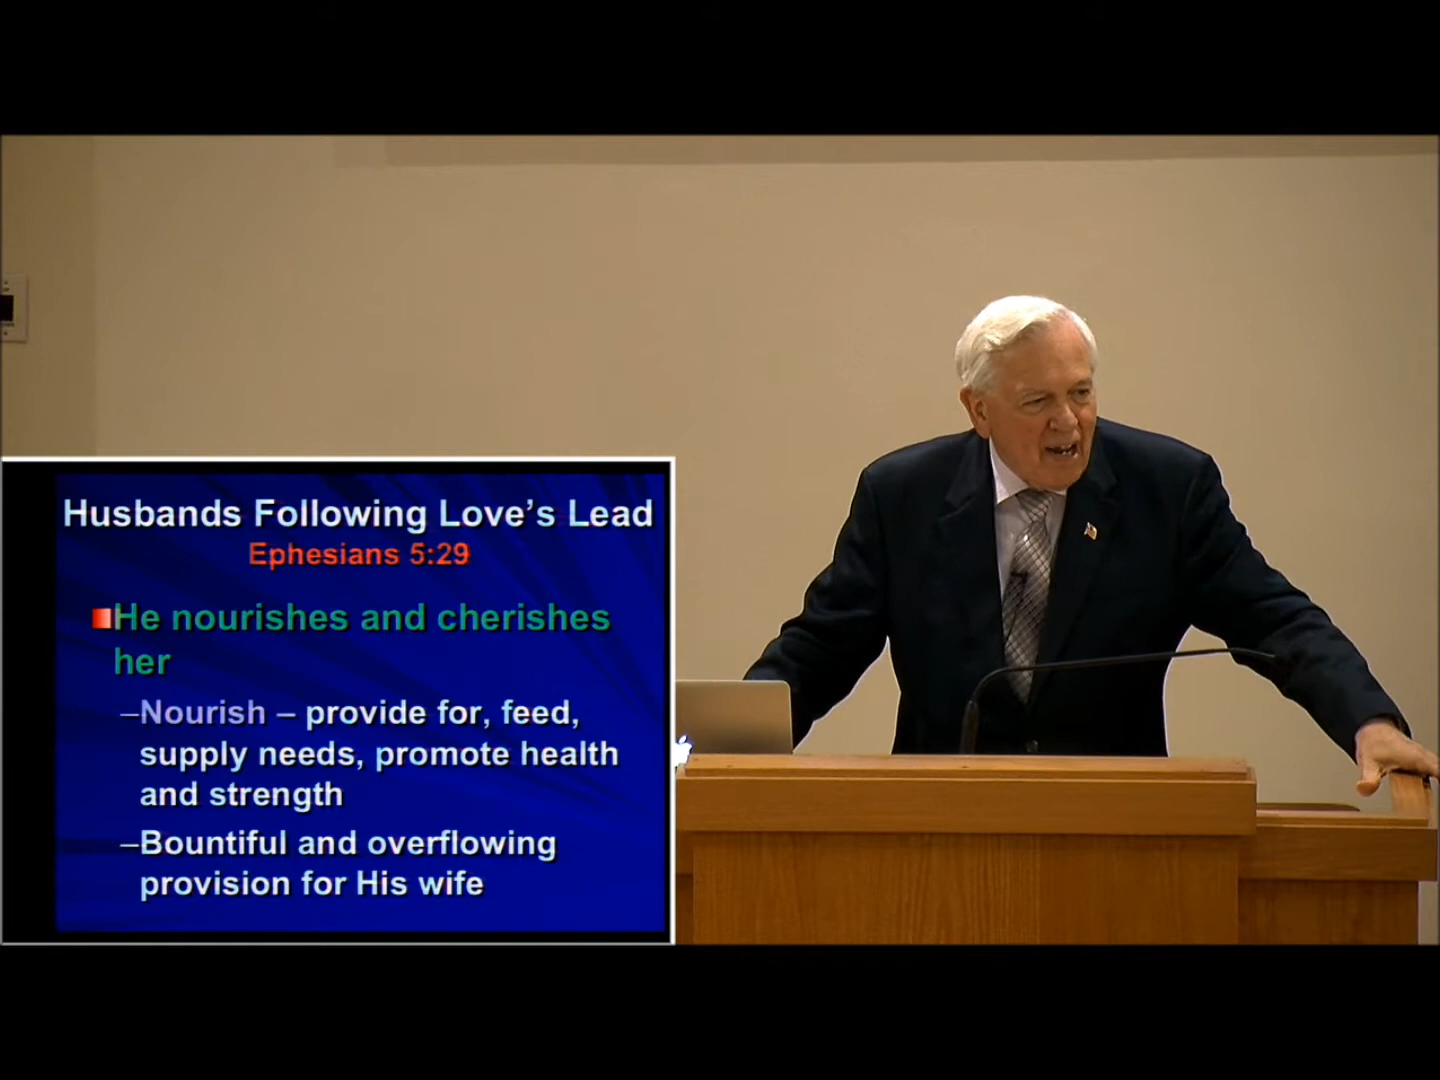 Husbands Following Love's Lead
Ephesians 5:29
He nourishes and cherishes
her
–Nourish – provide for, feed,
supply needs, promote health
and strength
–Bountiful and overflowing
provision for His wife